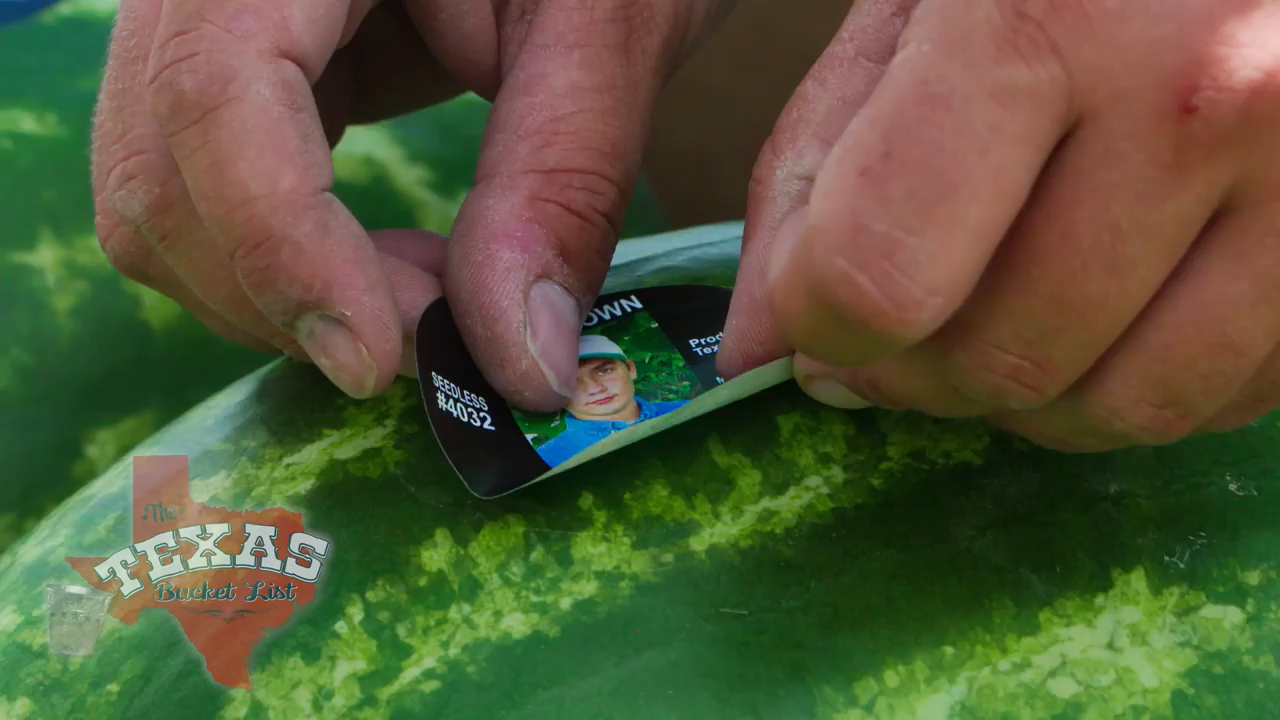 OWN
SEEDLESS
#4032
Prod
Tex
The
TEXAS
Bucket List